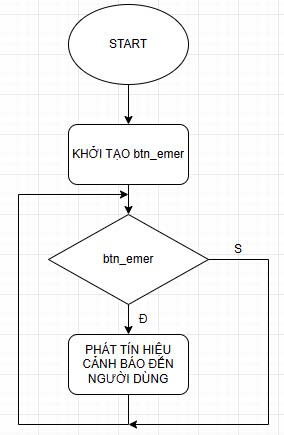 START
KHỞI TẠO btn_emer
btn_emer
S
Đ
PHÁT TÍN HIỆU
CẢNH BÁO ĐẾN
NGƯỜI DÙNG